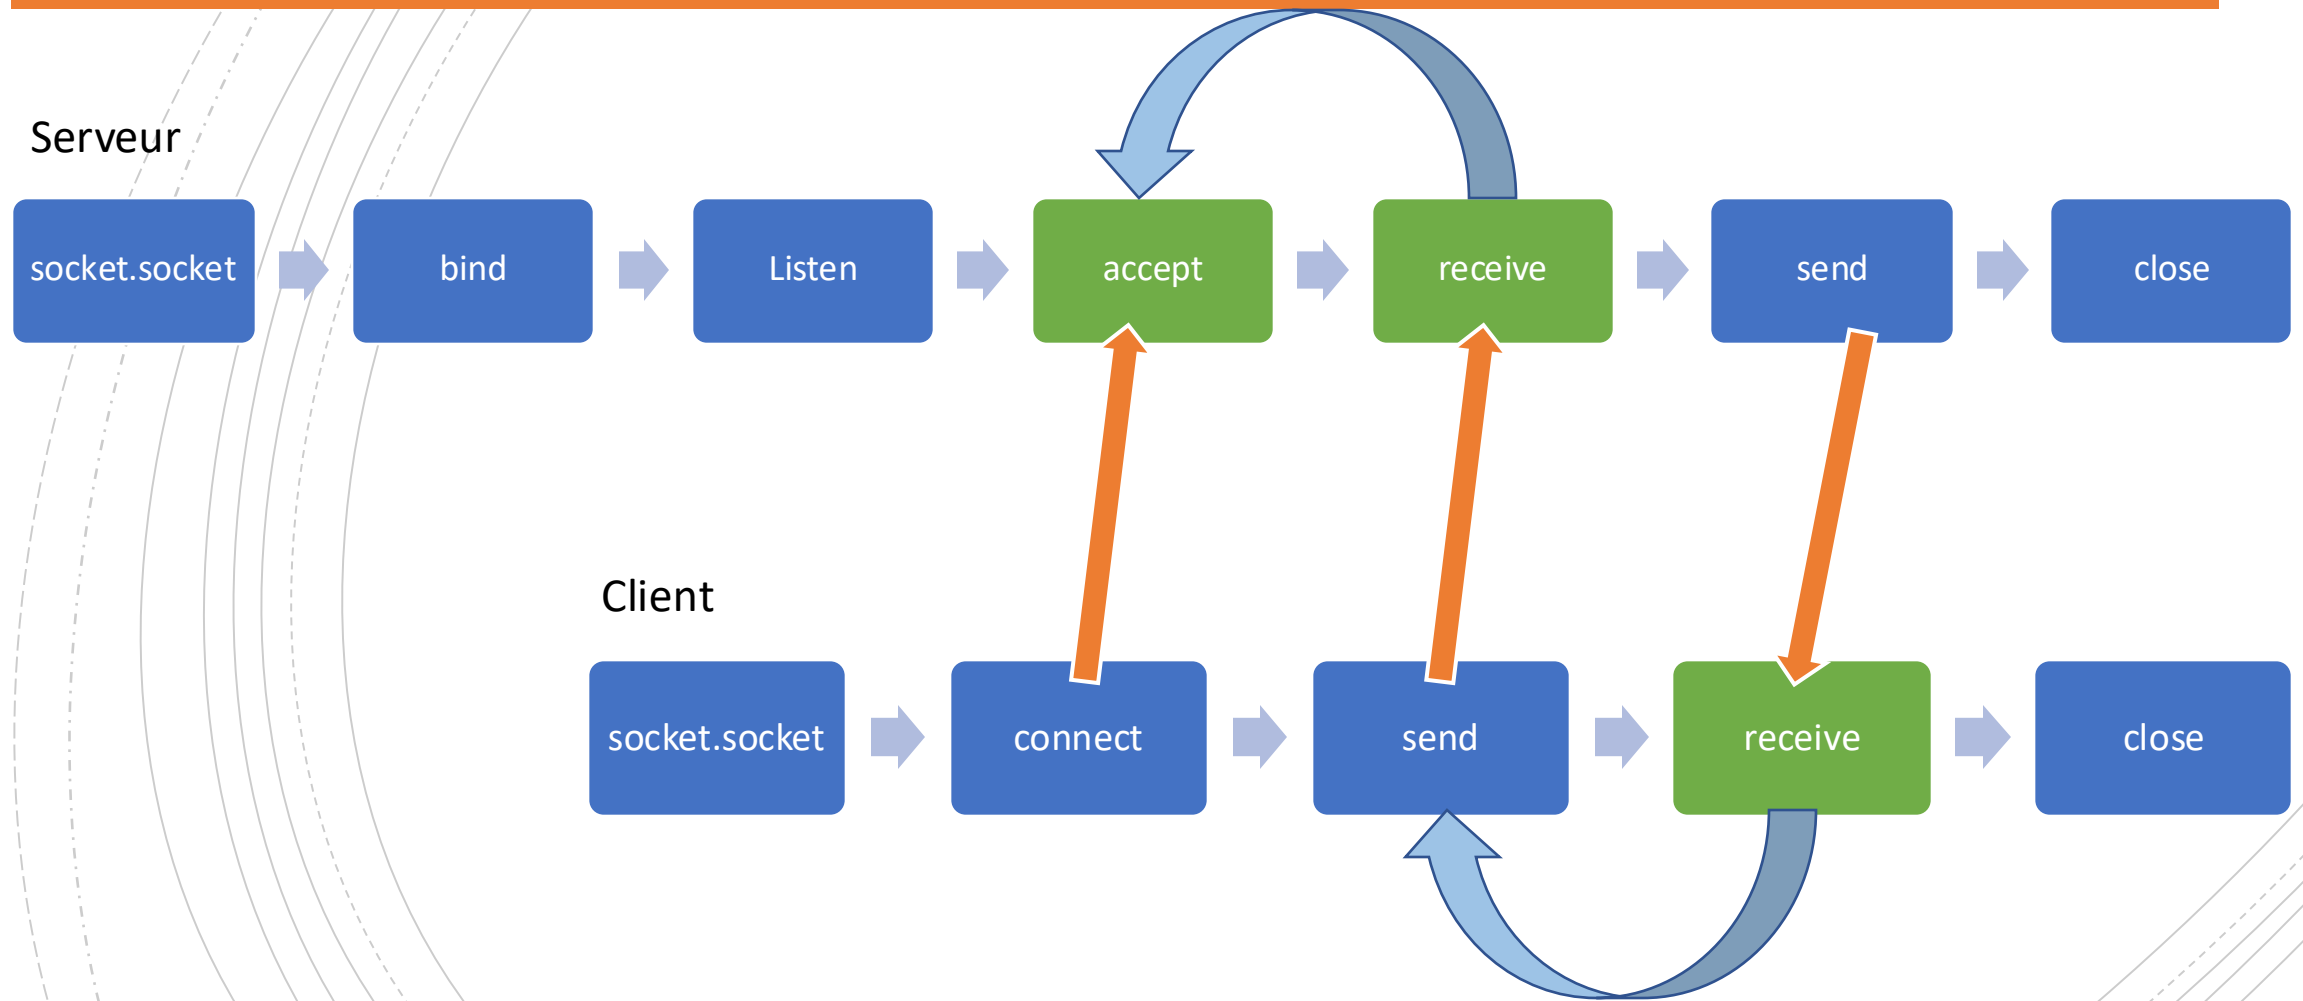 Serveur
socket.socket
bind
Listen
accept
receive
send
close
Client
socket.socket
connect
send
receive
close